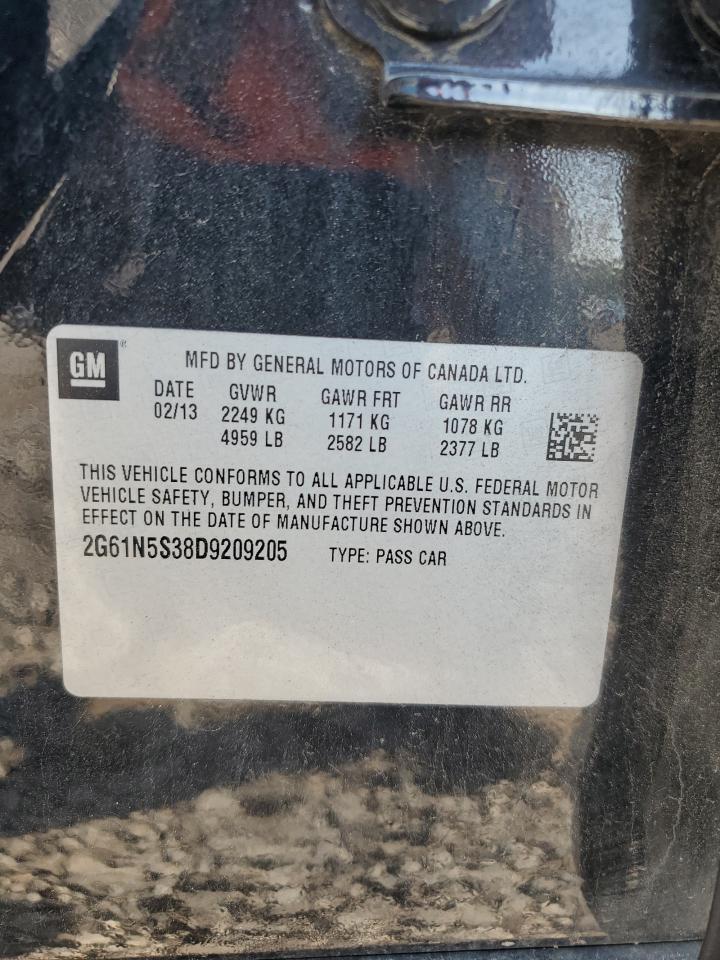 GM ®
MFD BY GENERAL MOTORS OF CANADA LTD.
DATE GVWR GAWR FRT GAWR RR
02/13 2249 KG 1171 KG 1078 KG
4959 LB 2582 LB 2377 LB
THIS VEHICLE CONFORMS TO ALL APPLICABLE U.S. FEDERAL MOTOR
VEHICLE SAFETY, BUMPER, AND THEFT PREVENTION STANDARDS IN
EFFECT ON THE DATE OF MANUFACTURE SHOWN ABOVE.
2G61N5S38D9209205 TYPE: PASS CAR